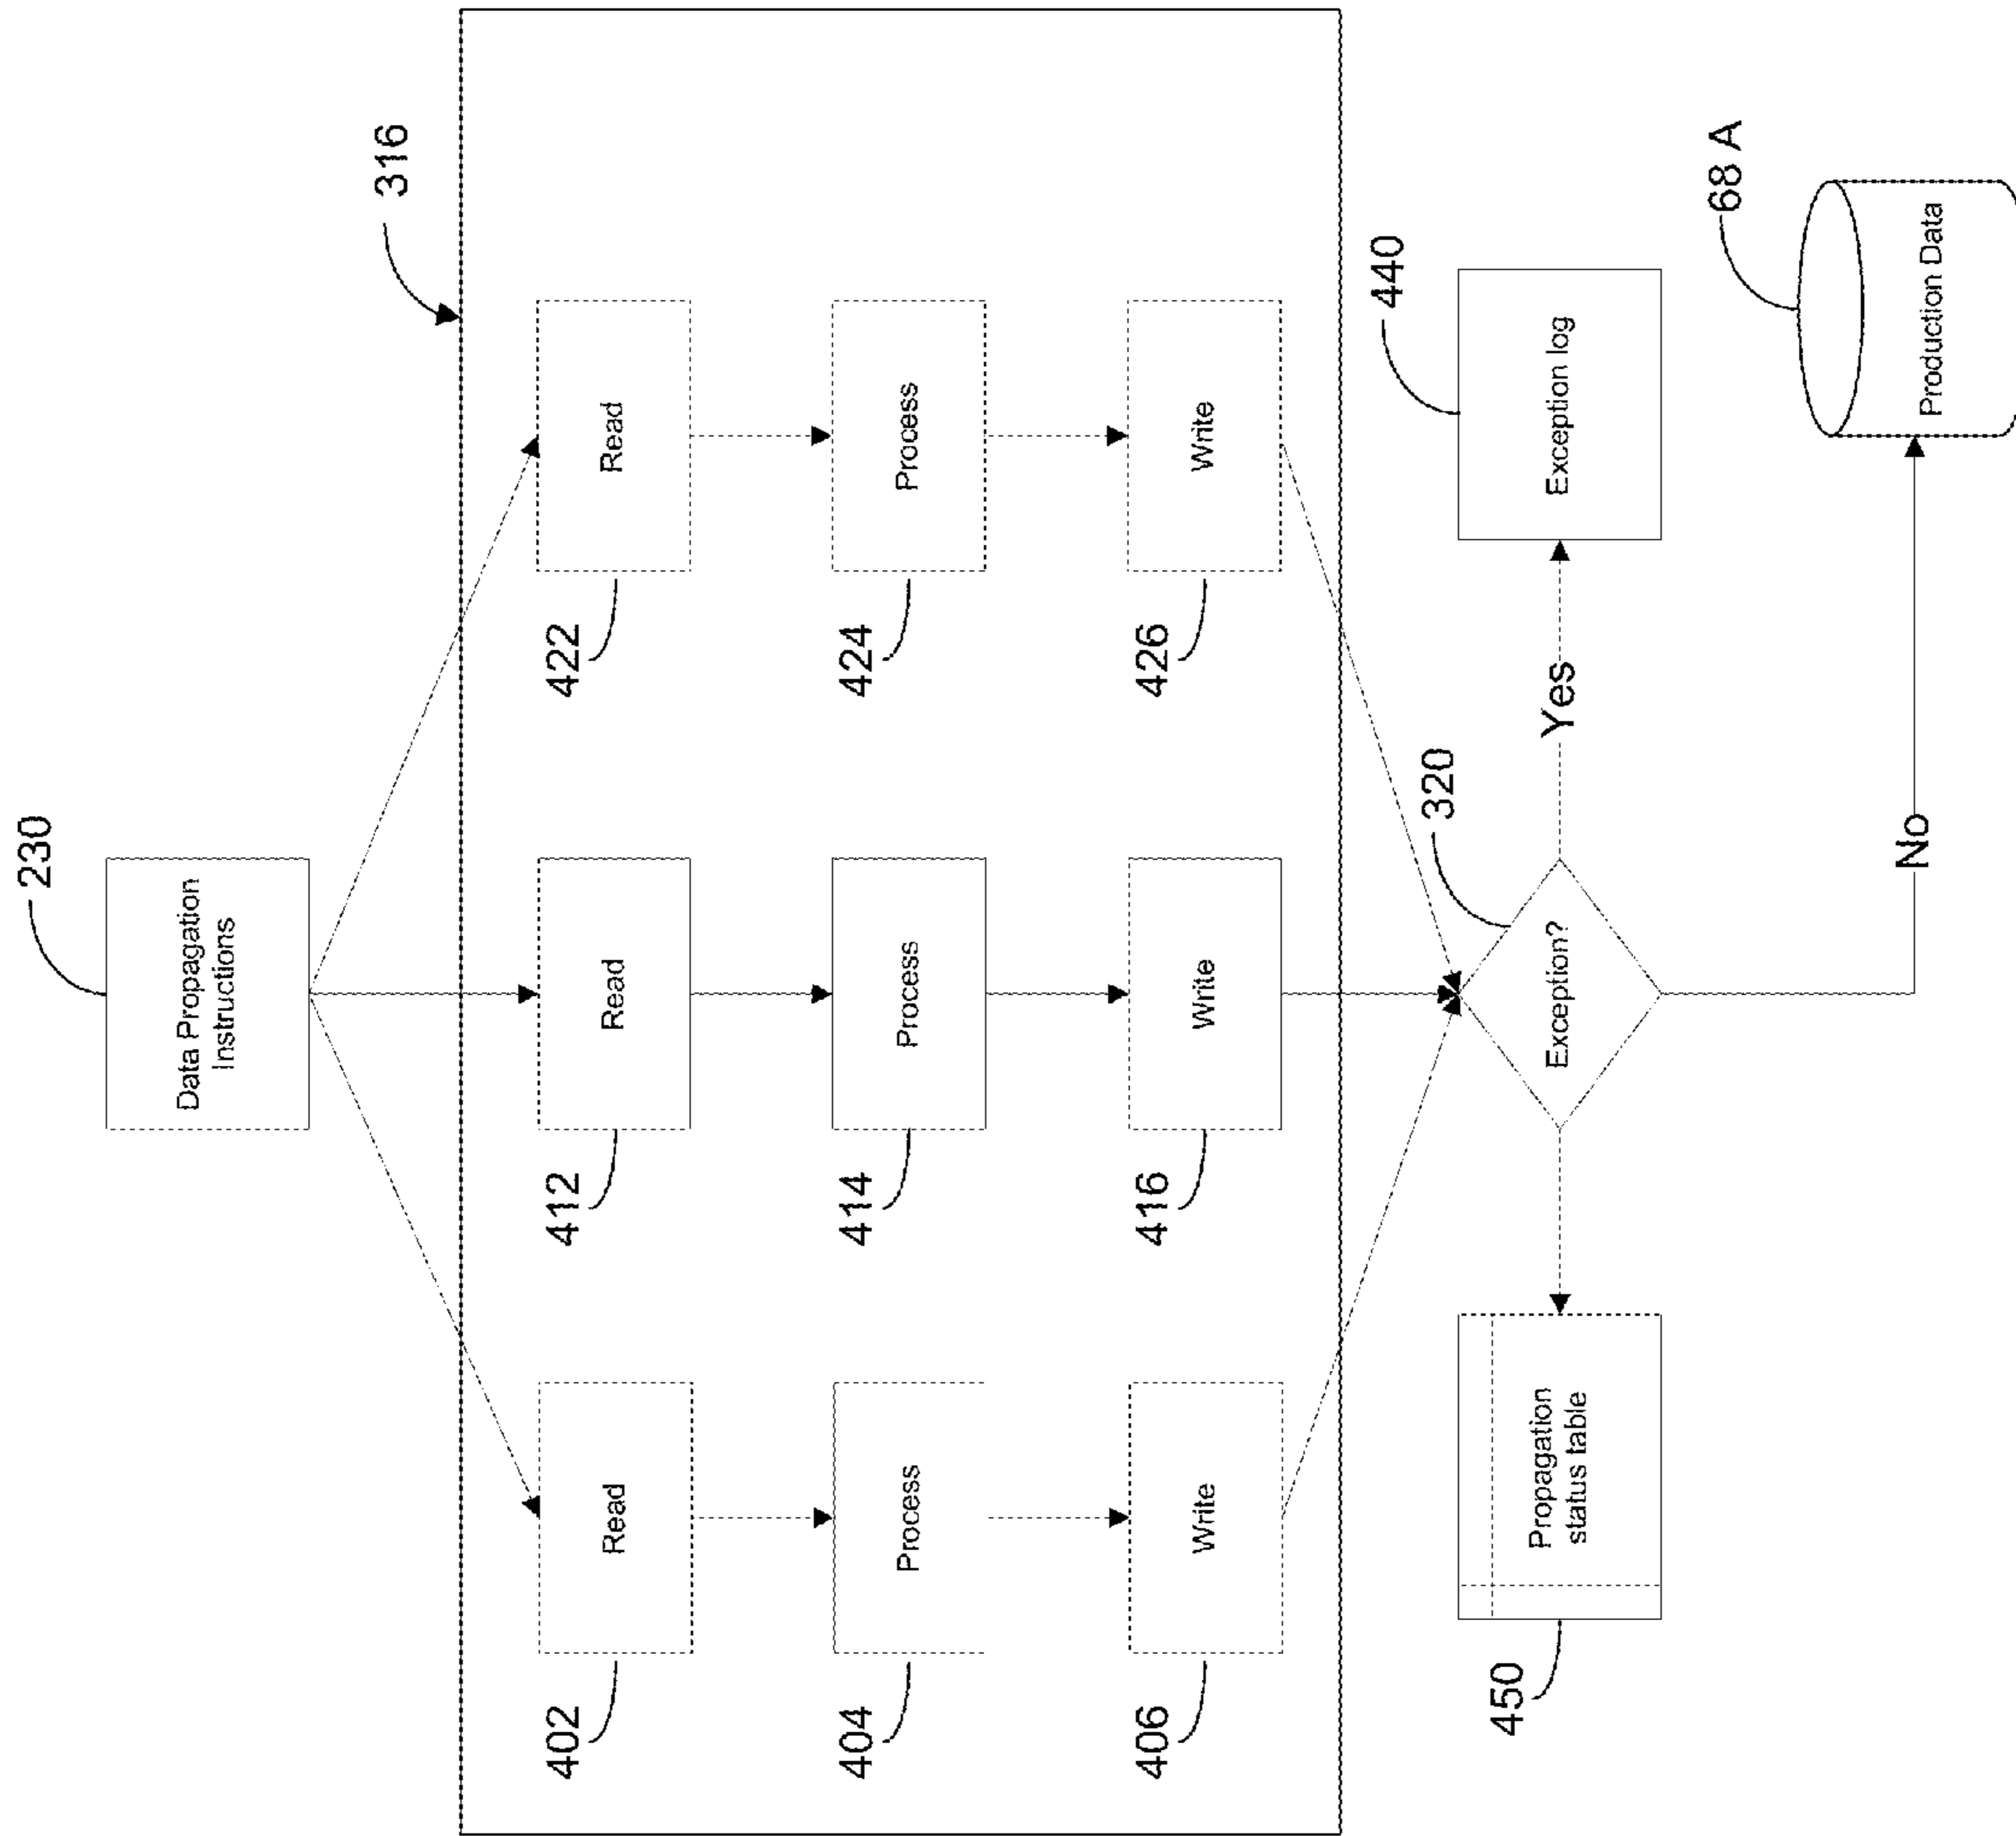 230
Data Propagation
Instructions
316
402
Read
412
Read
422
Read
404
Process
414
Process
424
Process
406
Write
416
Write
426
Write
320
450
Propagation
status table
Exception?
Yes
440
Exception log
No
68 A
Production Data